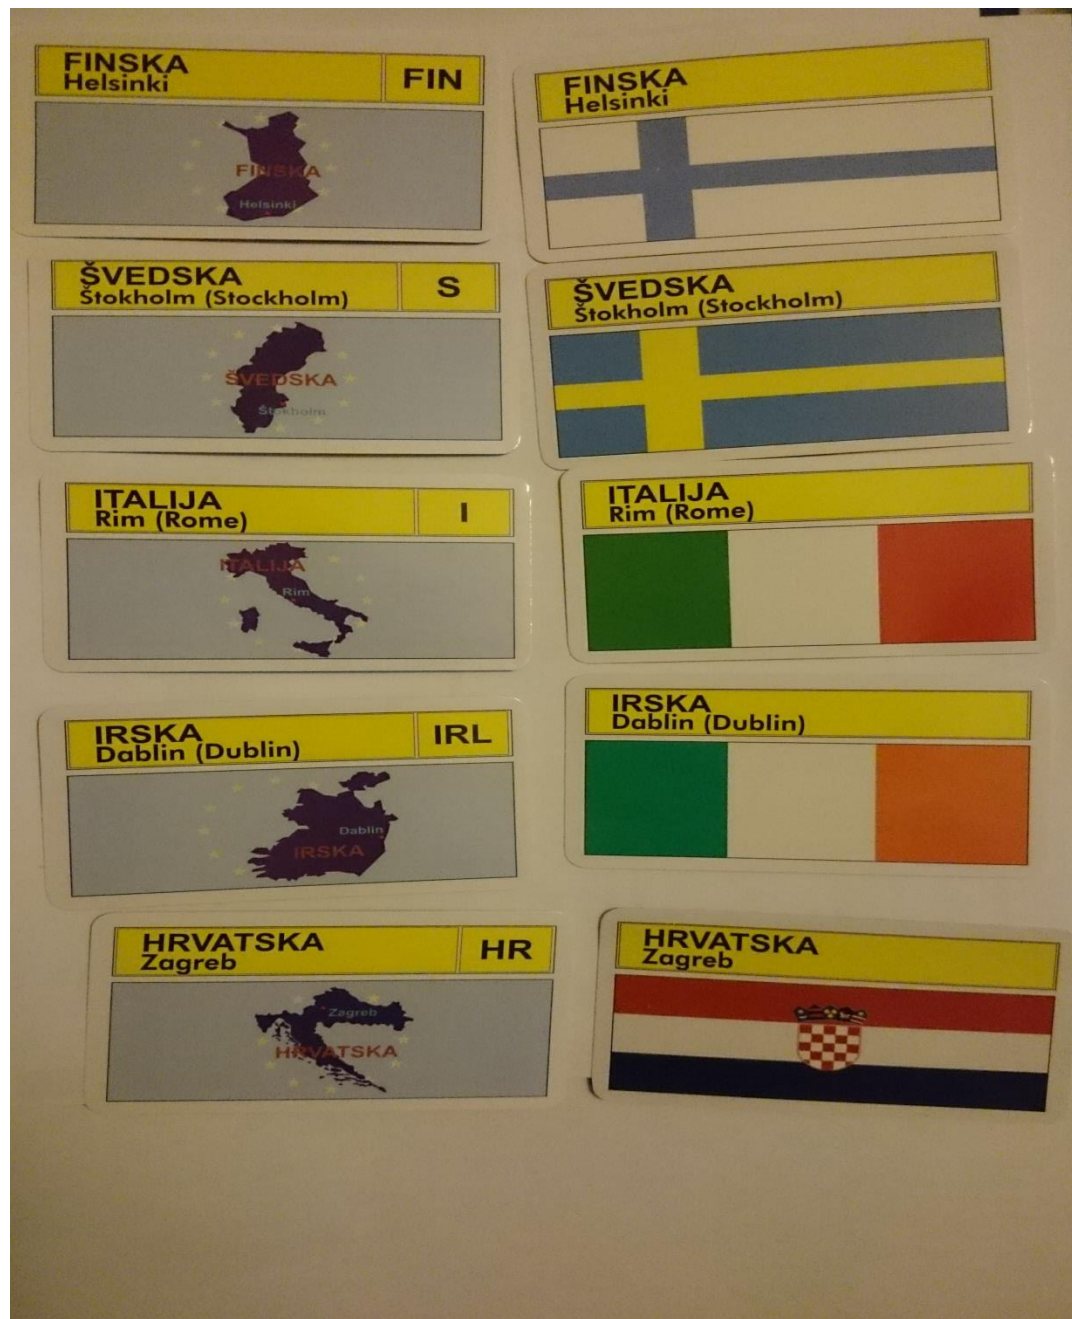 FINSKA
Helsinki
FIN
FINSKA
Helsinki
FINSKA
Helsinki
ŠVEDSKA
Štokholm (Stockholm)
S
ŠVEDSKA
Štokholm
ŠVEDSKA
Štokholm (Stockholm)
ITALIJA
Rim (Rome)
I
ITALIJA
Rim
ITALIJA
Rim (Rome)
IRSKA
Dablin (Dublin)
IRL
Dablin
IRSKA
IRSKA
Dablin (Dublin)
HRVATSKA
Zagreb
HR
Zagreb
HRVATSKA
HRVATSKA
Zagreb